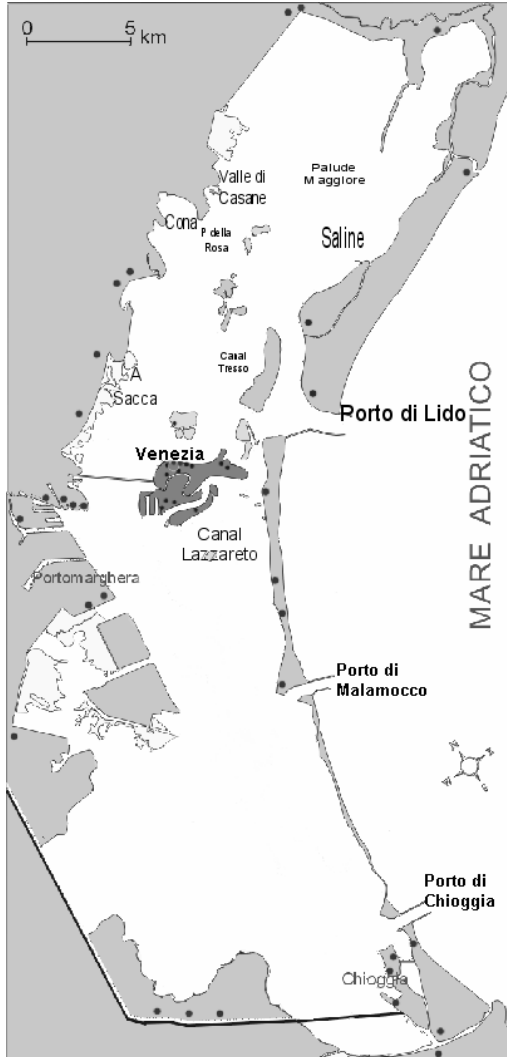 0 5
km
Valle di
Casane
Palude
Maggiore
Cona
P della
Rosa
Saline
Canal
Tresso
A
Sacca
Porto di Lido
Venezia
MARE ADRIATICO
Canal
Lazzareto
Portomarghera
Porto di
Malamocco
Porto di
Chioggia
Chioggia